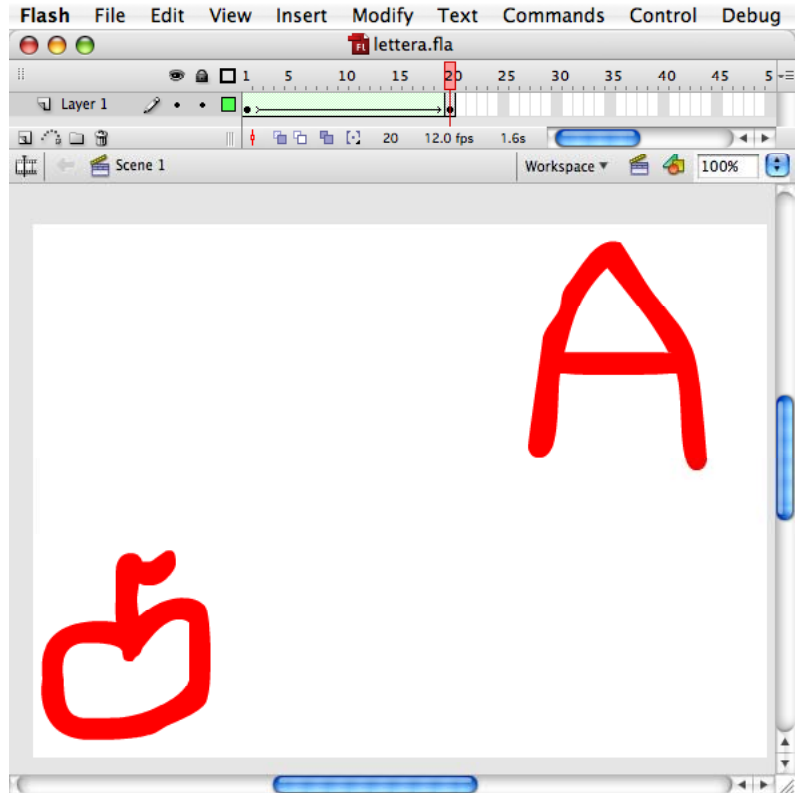 Flash File Edit View Insert Modify Text Commands Control Debug
lettera.fla
1 5 10 15 20 25 30 35 40 45 5
Layer 1
20 12.0 fps 1.6s
Scene 1 Workspace 100%
A